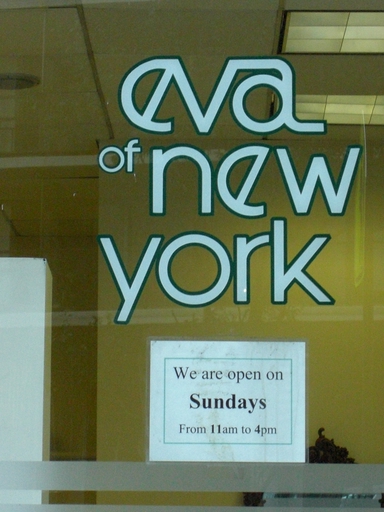 eva
of new
york
We are open on
Sundays
From 11am to 4pm